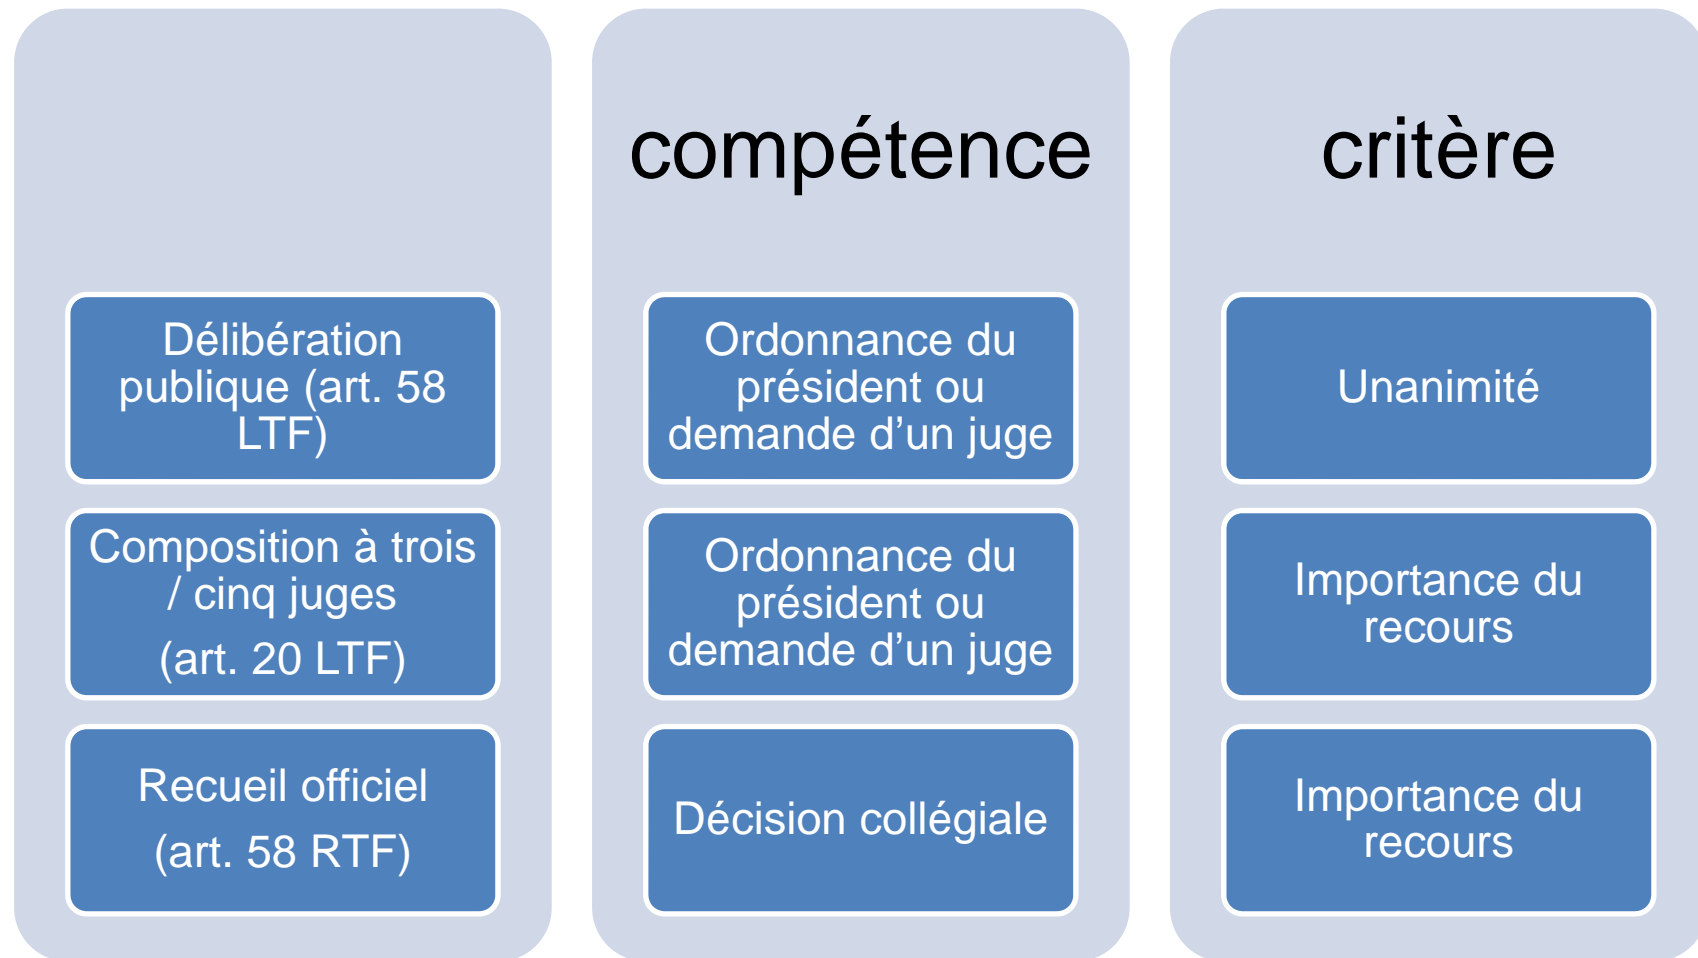 compétence
critère
Délibération
publique (art. 58
LTF)
Ordonnance du
président ou
demande d’un juge
Unanimité
Composition à trois
/ cinq juges
(art. 20 LTF)
Ordonnance du
président ou
demande d’un juge
Importance du
recours
Recueil officiel
(art. 58 RTF)
Décision collégiale
Importance du
recours